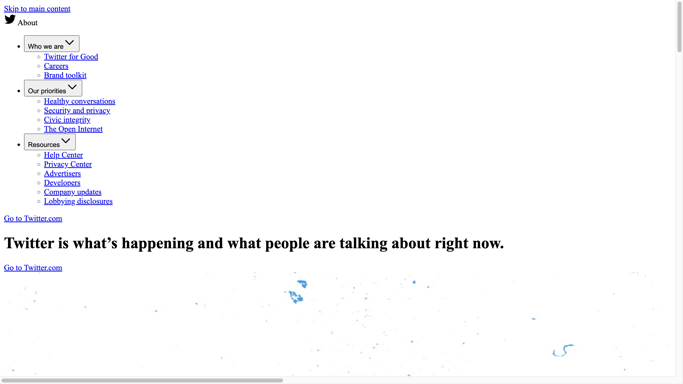 Skip to main content
About
Who we are
Twitter for Good
Careers
Brand toolkit
Our priorities
Healthy conversations
Security and privacy
Civic integrity
The Open Internet
Resources
Help Center
Privacy Center
Advertisers
Developers
Company updates
Lobbying disclosures
Go to Twitter.com
Twitter is what’s happening and what people are talking about right now.
Go to Twitter.com